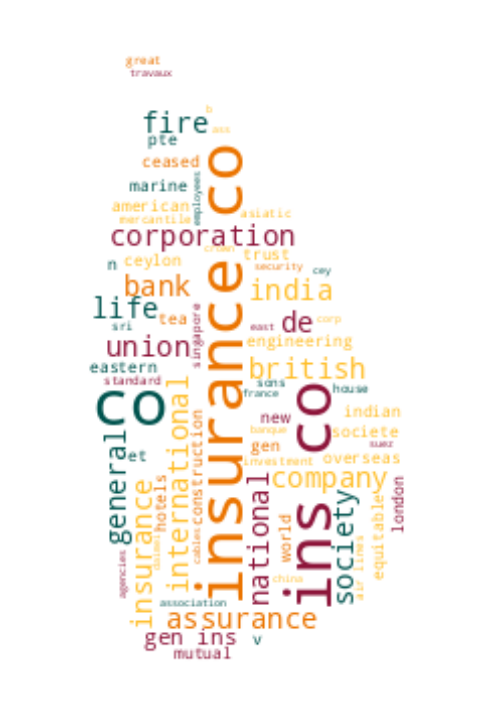 great
travaux
b
fire
ass
pte
ceased
marine
employees
american
asiatic
mercantile
insurance co
corporation
crown
trust
n
ceylon
security
cey
bank
india
life
tea
sri
singapore
east
de
corp
union
engineering
eastern
british
standard
sons
house
france
co
international
ins co
new
indian
banque
societe
general
construction
gen
suez
et
investment
overseas
insurance
hotels
national
company
london
world
society
equitable
cables
air lines
agencies
china
association
assurance
gen ins
v
mutual